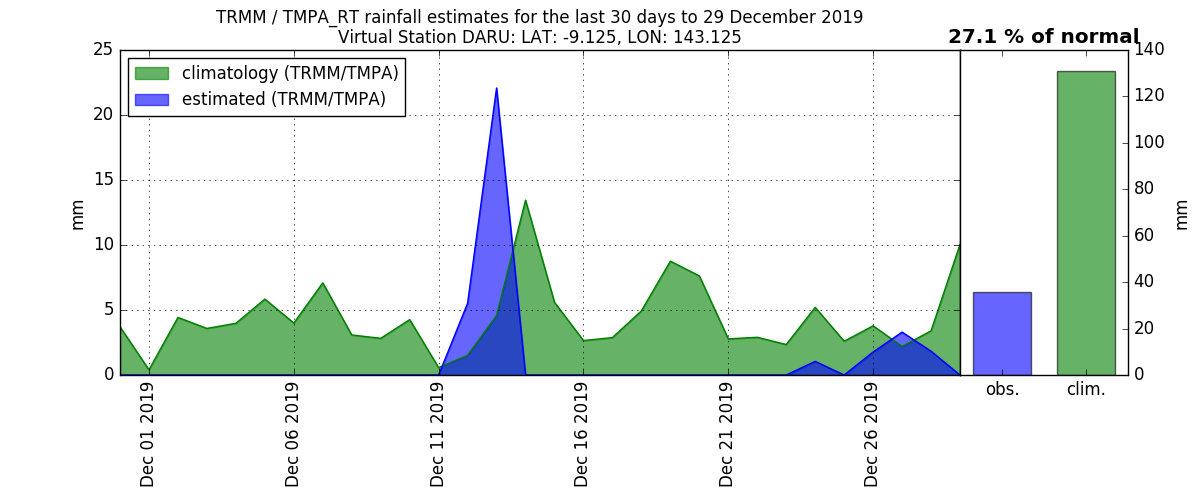 TRMM / TMPA_RT rainfall estimates for the last 30 days to 29 December 2019
Virtual Station DARU: LAT: -9.125, LON: 143.125
27.1 % of normal
climatology (TRMM/TMPA)
estimated (TRMM/TMPA)
mm
25
20
15
10
5
0
Dec 01 2019
Dec 06 2019
Dec 11 2019
Dec 16 2019
Dec 21 2019
Dec 26 2019
obs.
clim.
140
120
100
80
60
40
20
0
mm